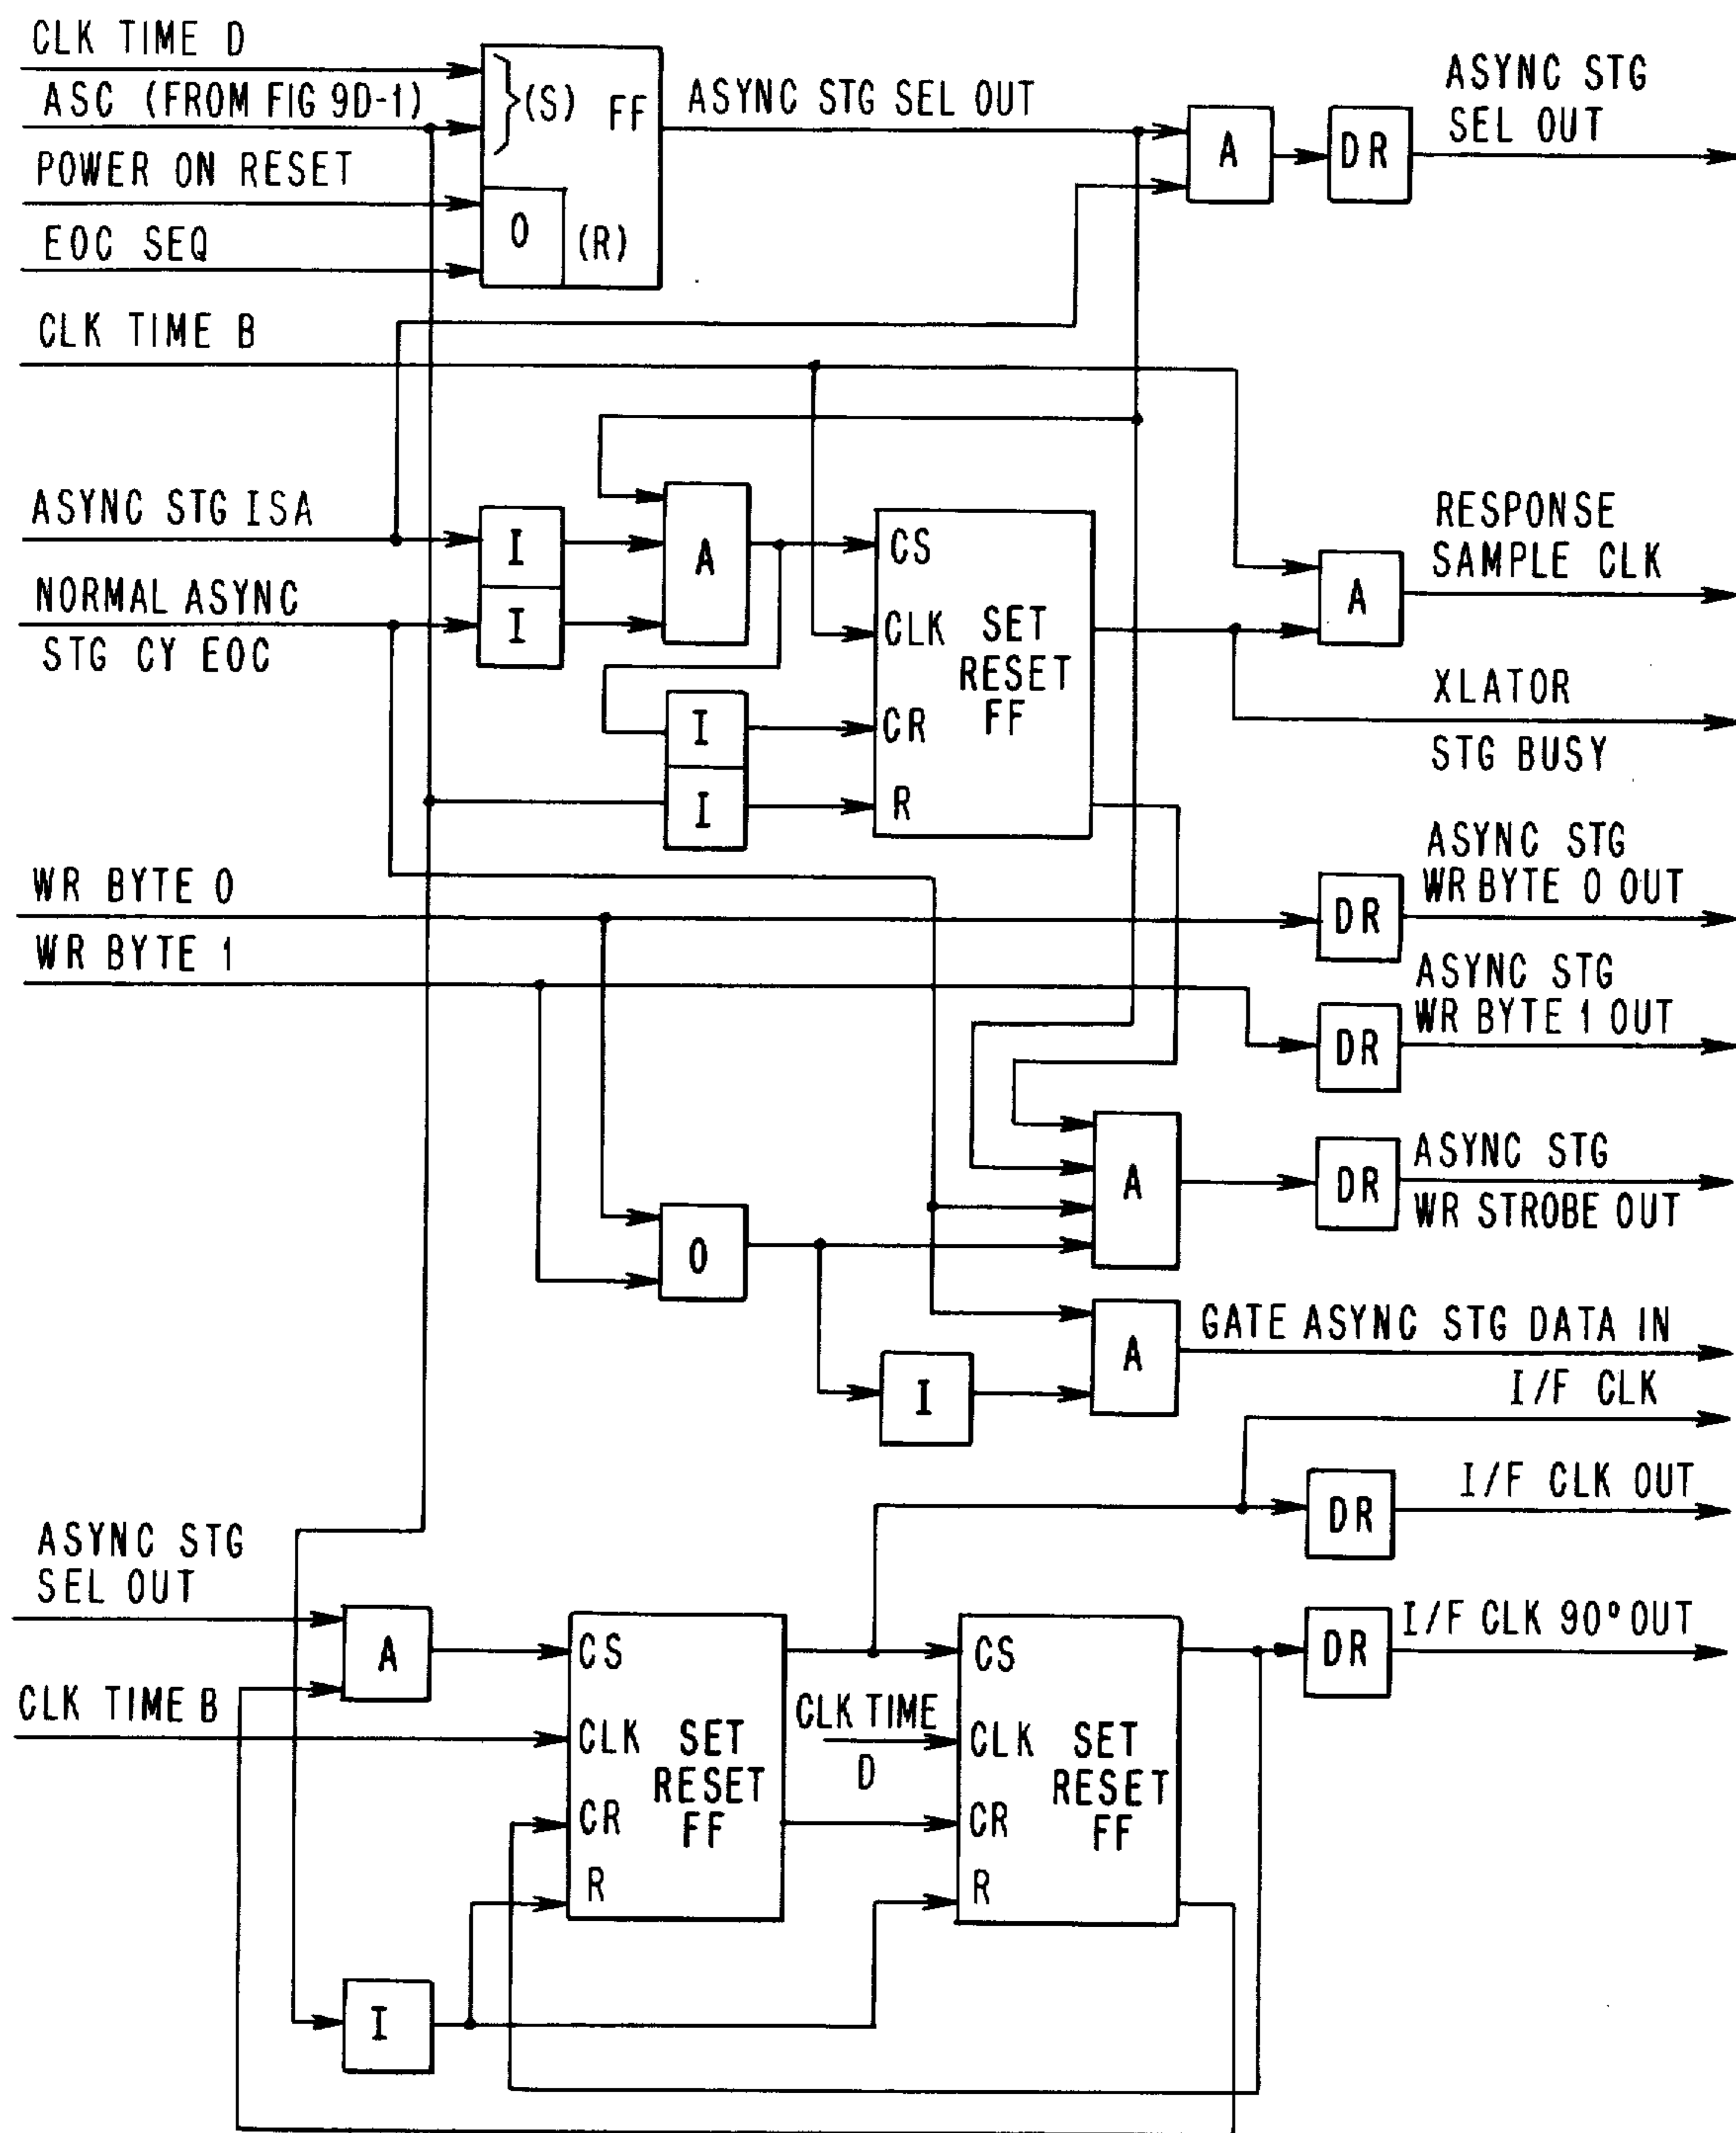 CLK TIME D
ASC (FROM FIG 9D-1)
POWER ON RESET
EOC SEQ
}(S) FF
O (R)
ASYNC STG SEL OUT
A
DR
ASYNC STG
SEL OUT
CLK TIME B
ASYNC STG ISA
NORMAL ASYNC
STG CY EOC
I
I
A
I
I
CS
CLK SET
RESET
CR FF
R
A
RESPONSE
SAMPLE CLK
XLATOR
STG BUSY
WR BYTE 0
WR BYTE 1
DR
ASYNC STG
WR BYTE 0 OUT
DR
ASYNC STG
WR BYTE 1 OUT
O
A
DR
ASYNC STG
WR STROBE OUT
I
A
GATE ASYNC STG DATA IN
I/F CLK
DR
I/F CLK OUT
ASYNC STG
SEL OUT
A
CLK TIME B
CS
CLK SET
RESET
CR FF
R
CLK TIME
D
CS
CLK SET
RESET
CR FF
R
DR
I/F CLK 90° OUT
I